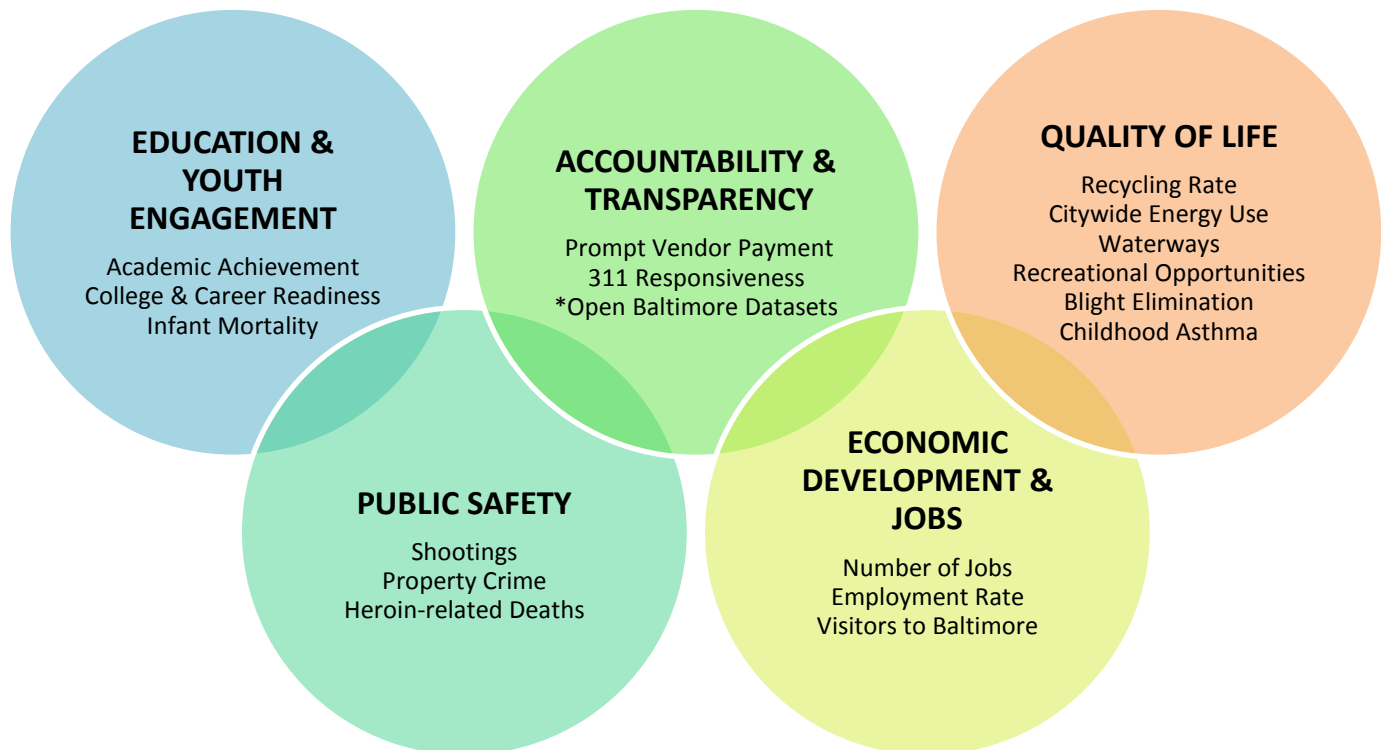 EDUCATION &
YOUTH
ENGAGEMENT
Academic Achievement
College & Career Readiness
Infant Mortality
PUBLIC SAFETY
Shootings
Property Crime
Heroin-related Deaths
ACCOUNTABILITY &
TRANSPARENCY
Prompt Vendor Payment
311 Responsiveness
*Open Baltimore Datasets
ECONOMIC
DEVELOPMENT &
JOBS
Number of Jobs
Employment Rate
Visitors to Baltimore
QUALITY OF LIFE
Recycling Rate
Citywide Energy Use
Waterways
Recreational Opportunities
Blight Elimination
Childhood Asthma